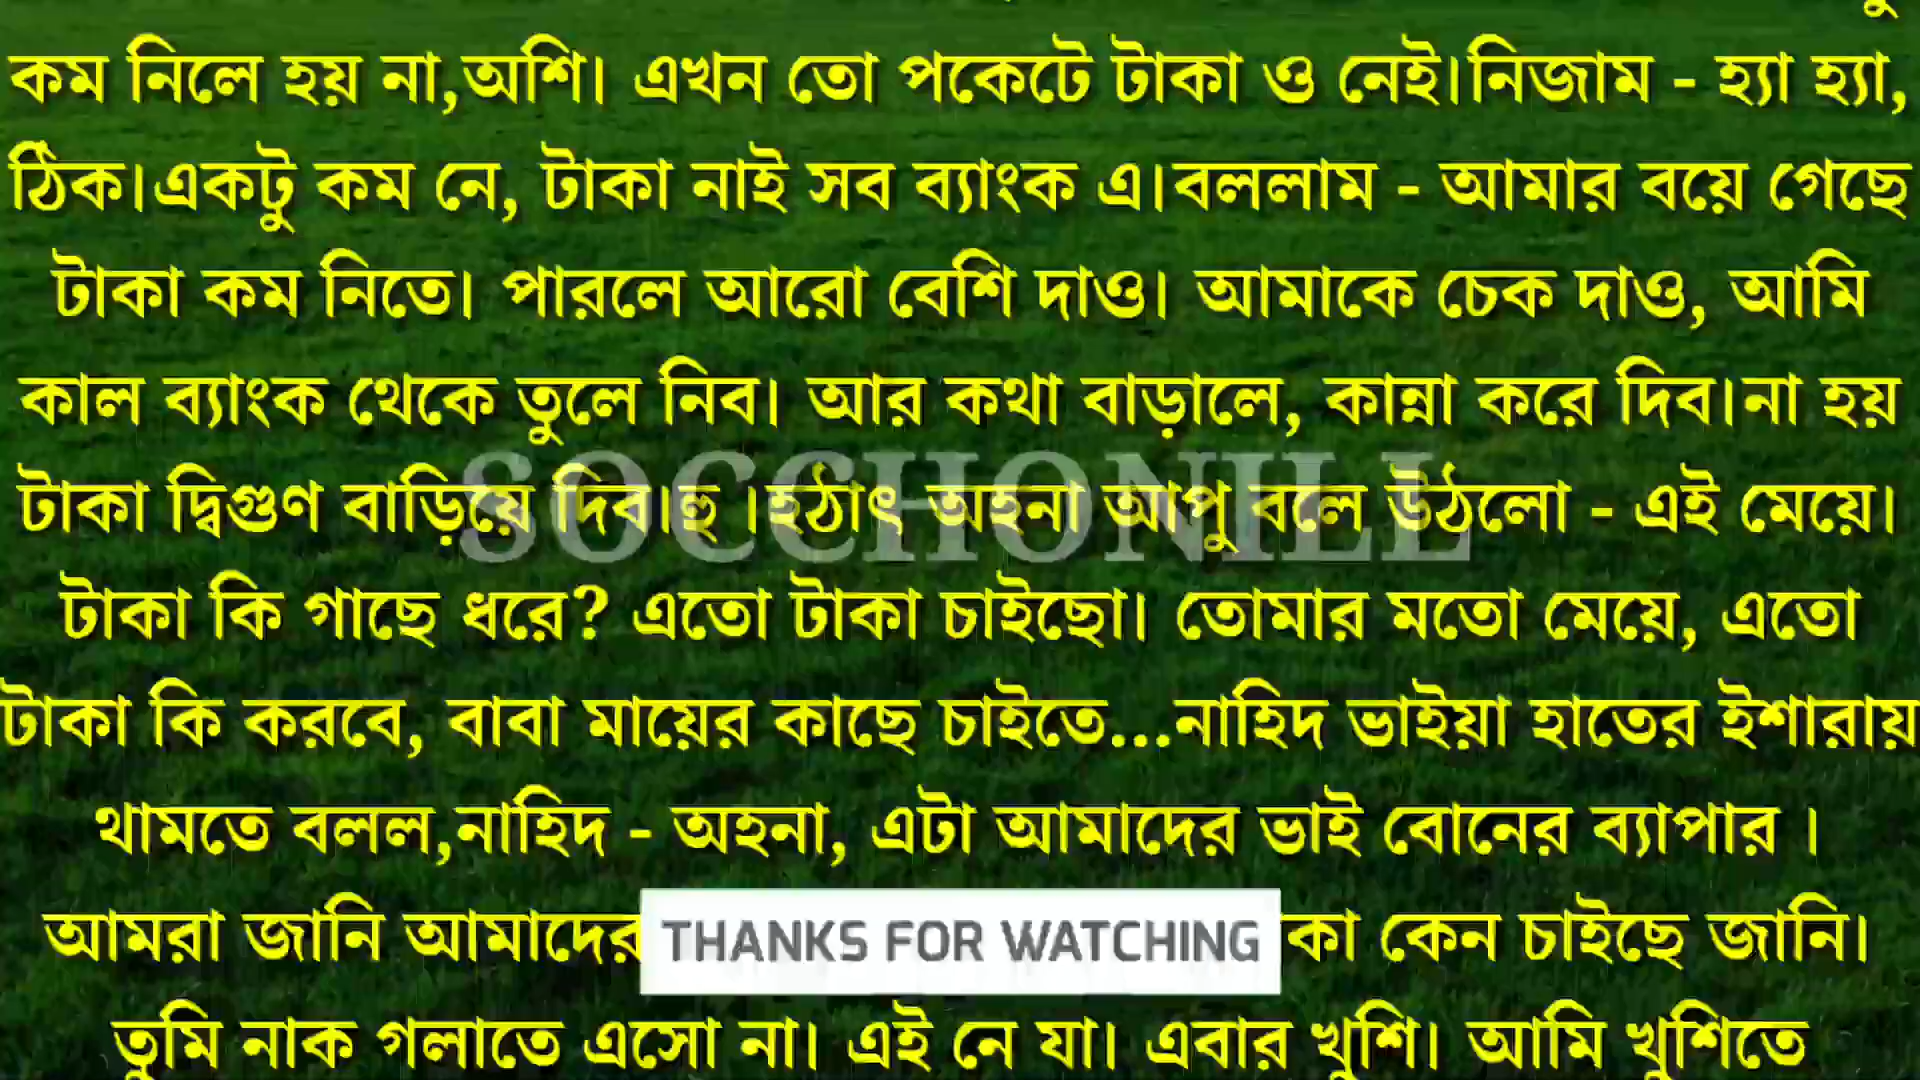 কম নিলে হয় না,অশি। এখন তো পকেটে টাকা ও নেই।নিজাম - হ্যা হ্যা,
ঠিক।একটু কম নে, টাকা নাই সব ব্যাংক এ।বললাম - আমার বয়ে গেছে
টাকা কম নিতে। পারলে আরো বেশি দাও। আমাকে চেক দাও, আমি
কাল ব্যাংক থেকে তুলে নিব। আর কথা বাড়ালে, কান্না করে দিব।না হয়
টাকা দ্বিগুণ বাড়িয়ে দিব।হু ।হঠাৎ অহনা আপু বলে উঠলো - এই মেয়ে।
SOCCHONILL
টাকা কি গাছে ধরে? এতো টাকা চাইছো। তোমার মতো মেয়ে, এতো
টাকা কি করবে, বাবা মায়ের কাছে চাইতে...নাহিদ ভাইয়া হাতের ইশারায়
থামতে বলল,নাহিদ - অহনা, এটা আমাদের ভাই বোনের ব্যাপার ।
আমরা জানি আমাদের কা কেন চাইছে জানি।
THANKS FOR WATCHING
তুমি নাক গলাতে এসো না। এই নে যা। এবার খুশি। আমি খুশিতে